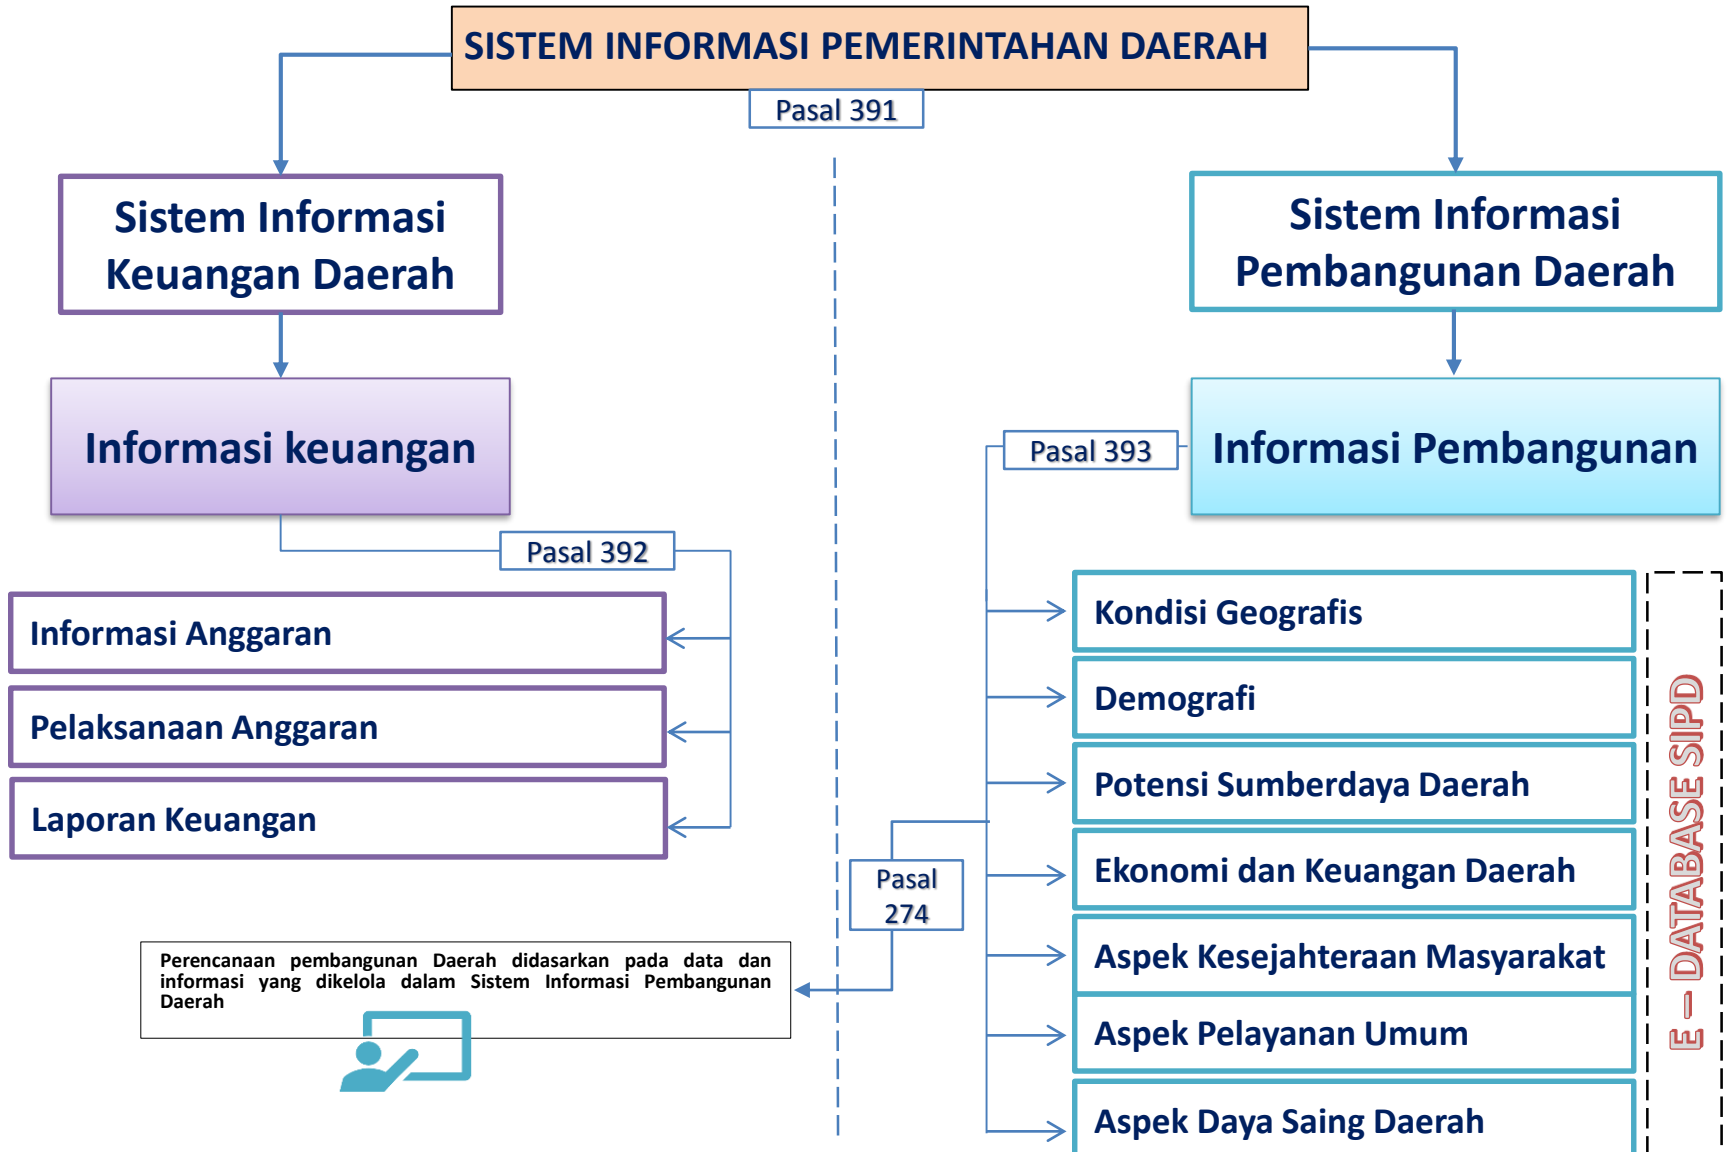 SISTEM INFORMASI PEMERINTAHAN DAERAH
Pasal 391
Sistem Informasi
Keuangan Daerah
Informasi keuangan
Pasal 392
Informasi Anggaran
Pelaksanaan Anggaran
Laporan Keuangan
Sistem Informasi
Pembangunan Daerah
Informasi Pembangunan
Pasal 393
Kondisi Geografis
Demografi
Potensi Sumberdaya Daerah
Ekonomi dan Keuangan Daerah
Aspek Kesejahteraan Masyarakat
Aspek Pelayanan Umum
Aspek Daya Saing Daerah
E – DATABASE SIPD
Pasal
274
Perencanaan pembangunan Daerah didasarkan pada data dan
informasi yang dikelola dalam Sistem Informasi Pembangunan
Daerah